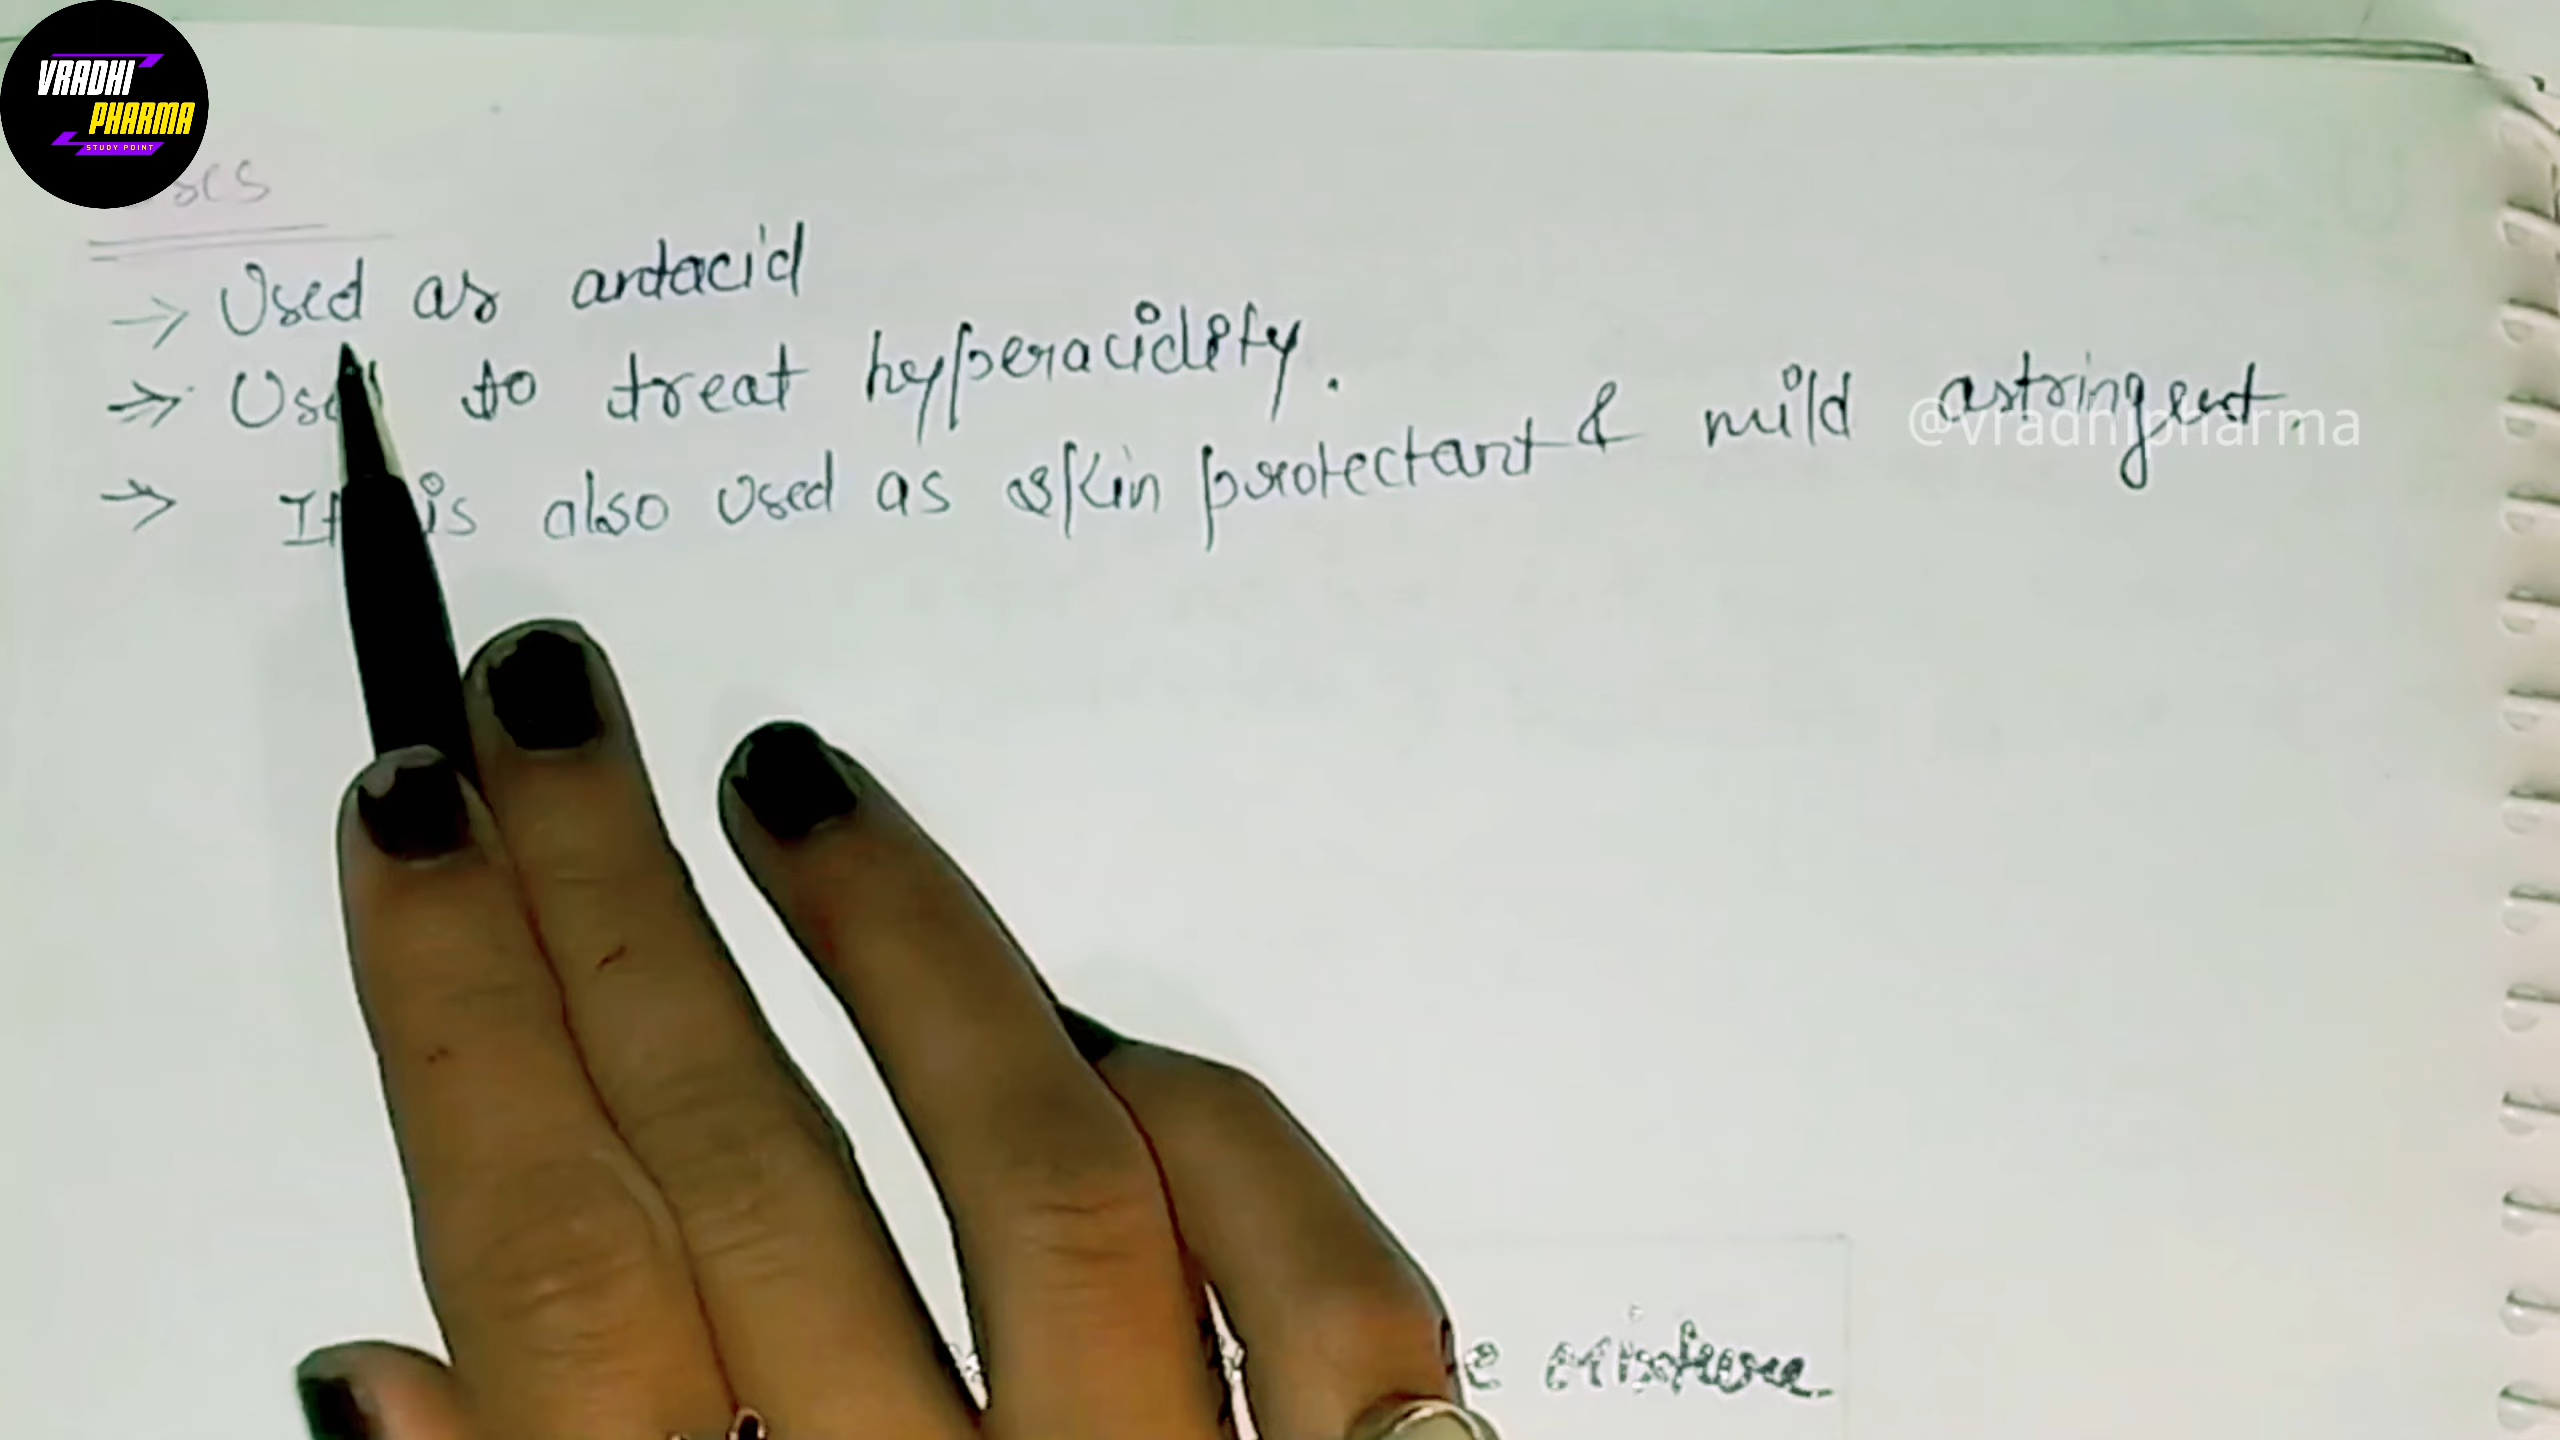 VRADHI
PHARMA
STUDY POINT
→ Used as antacid
→ Used to treat hyperacidity.
→ It is also used as skin protectant & mild astringent.
@vradhipharma